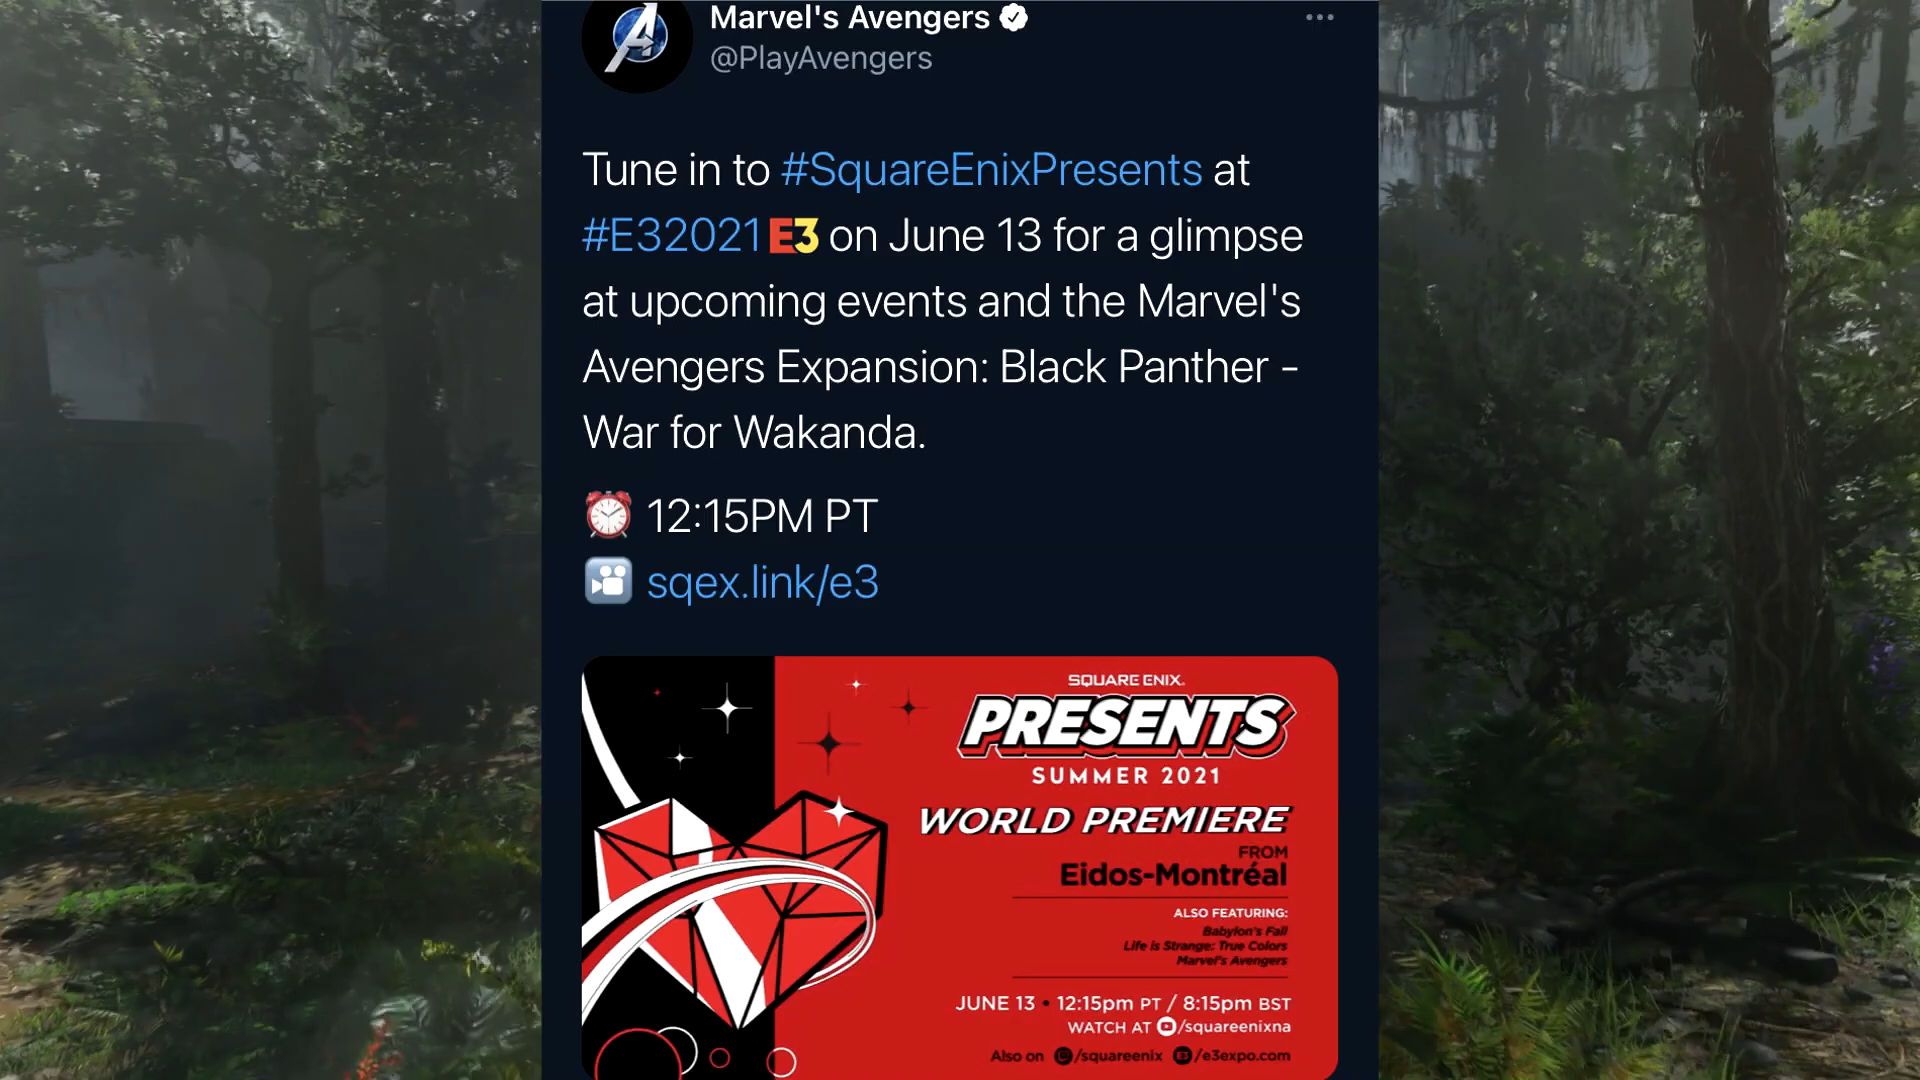 Marvel's Avengers
@PlayAvengers
Tune in to #SquareEnixPresents at
#E32021 E3 on June 13 for a glimpse
at upcoming events and the Marvel's
Avengers Expansion: Black Panther -
War for Wakanda.
⏰ 12:15PM PT
🎦 sqex.link/e3
SQUARE ENIX.
PRESENTS
SUMMER 2021
WORLD PREMIERE
FROM
Eidos-Montréal
ALSO FEATURING:
Babylon's Fall
Life is Strange: True Colors
Marvel's Avengers
JUNE 13 • 12:15pm PT / 8:15pm BST
WATCH AT /squareenixna
Also on /squareenix E3 /e3expo.com